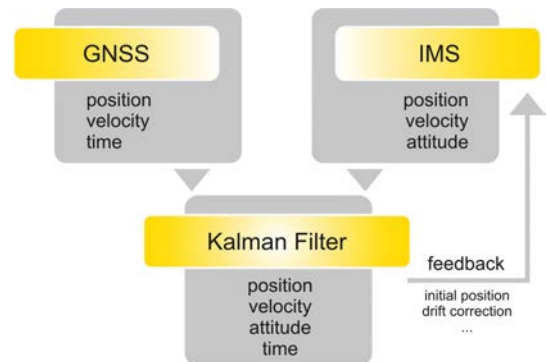 GNSS
position
velocity
time
IMS
position
velocity
attitude
Kalman Filter
position
velocity
attitude
time
feedback
initial position
drift correction
...